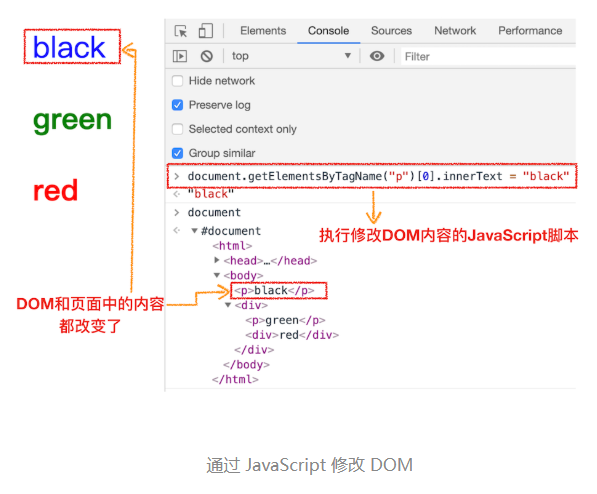 black
green
red
Elements Console Sources Network Performance
top Filter
Hide network
Preserve log
Selected context only
Group similar
> document.getElementsByTagName("p")[0].innerText = "black"
"black"
> document
#document
执行修改DOM内容的JavaScript脚本
<html>
<head>…</head>
<body>
<p>black</p>
DOM和页面中的内容
都改变了
<div>
<p>green</p>
<div>red</div>
</div>
</body>
</html>
通过 JavaScript 修改 DOM